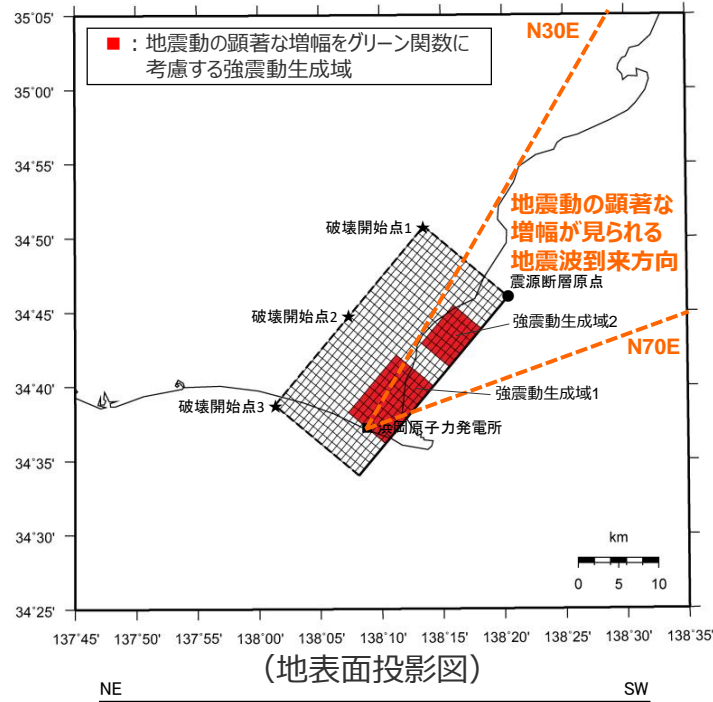 35°05'
35°00'
34°55'
34°50'
34°45'
34°40'
34°35'
34°30'
34°25'
■：地震動の顕著な増幅をグリーン関数に
考慮する強震動生成域
N30E
地震動の顕著な
増幅が見られる
地震波到来方向
破壊開始点1
震源断層原点
破壊開始点2
強震動生成域2
N70E
強震動生成域1
破壊開始点3
浜岡原子力発電所
km
0 5 10
137°45' 137°50' 137°55' 138°00' 138°05' 138°10' 138°15' 138°20' 138°25' 138°30' 138°35'
（地表面投影図）
NE SW